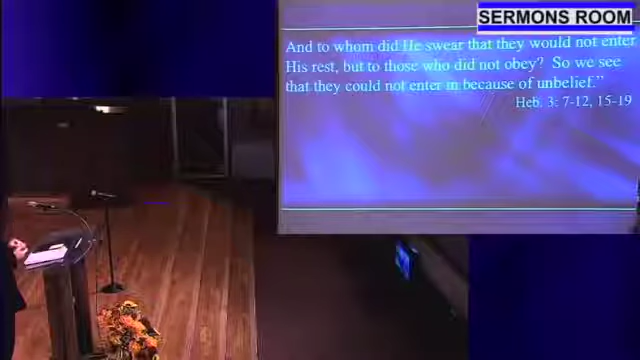 SERMONS ROOM
And to whom did He swear that they would not enter
His rest, but to those who did not obey? So we see
that they could not enter in because of unbelief.”
Heb. 3: 7-12, 15-19